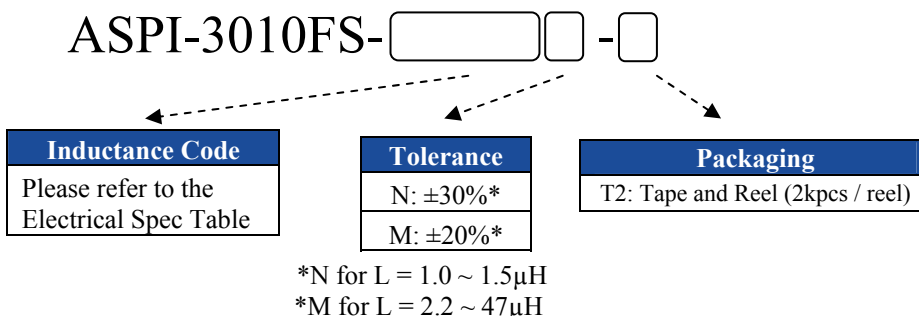 ASPI-3010FS- -
Inductance Code
Please refer to the
Electrical Spec Table
Tolerance
N: ±30%*
M: ±20%*
*N for L = 1.0 ~ 1.5µH
*M for L = 2.2 ~ 47µH
Packaging
T2: Tape and Reel (2kpcs / reel)